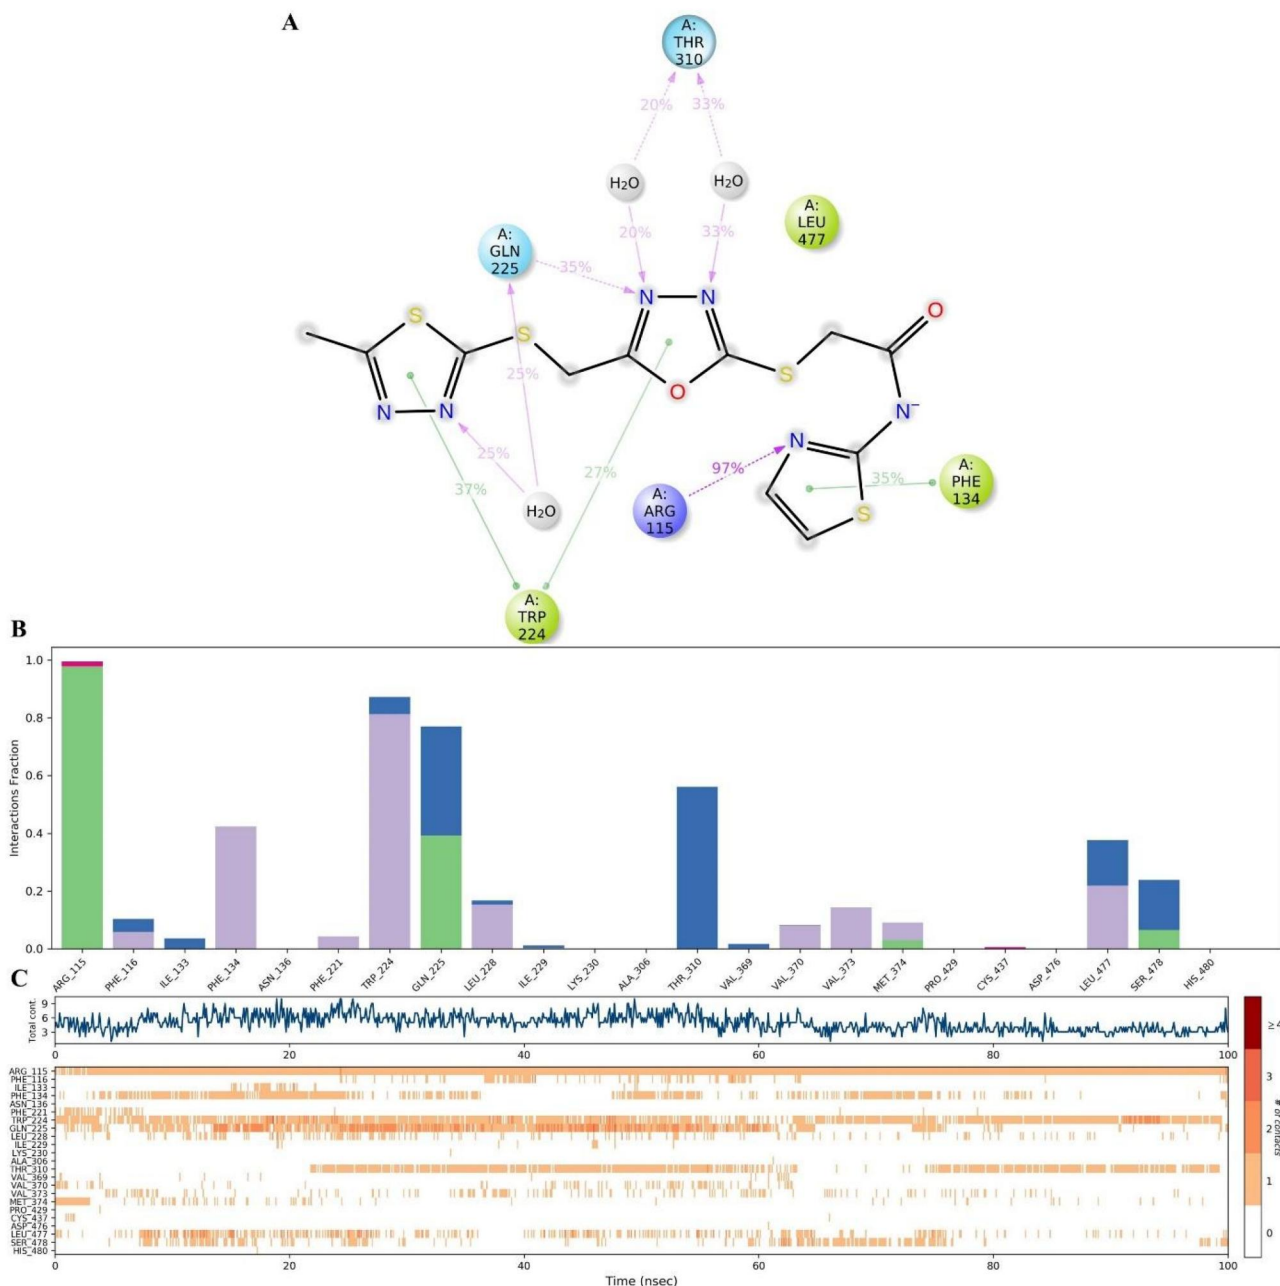 A
A:
THR
310
20%
33%
H₂O
H₂O
A:
LEU
477
20%
33%
A:
GLN
225
35%
N
N
O
S
S
25%
S
O
N
N
N⁻
N
25%
97%
27%
35%
37%
A:
PHE
134
H₂O
A:
ARG
115
S
A:
TRP
224
B
Interactions Fraction
1.0
0.8
0.6
0.4
0.2
0.0
ARG_115
PHE_116
ILE_133
PHE_134
ASN_136
PHE_221
TRP_224
GLN_225
LEU_228
ILE_229
LYS_230
ALA_306
THR_310
VAL_369
VAL_370
VAL_373
MET_374
PRO_429
CYS_437
ASP_476
LEU_477
SER_478
HIS_480
C
Total cont.
9
6
3
0 20 40 60 80 100
ARG_115
PHE_116
ILE_133
PHE_134
ASN_136
PHE_221
TRP_224
GLN_225
LEU_228
ILE_229
LYS_230
ALA_306
THR_310
VAL_369
VAL_370
VAL_373
MET_374
PRO_429
CYS_437
ASP_476
LEU_477
SER_478
HIS_480
0 20 40 60 80 100
Time (nsec)
≥4
3
2
1
0
# of contacts